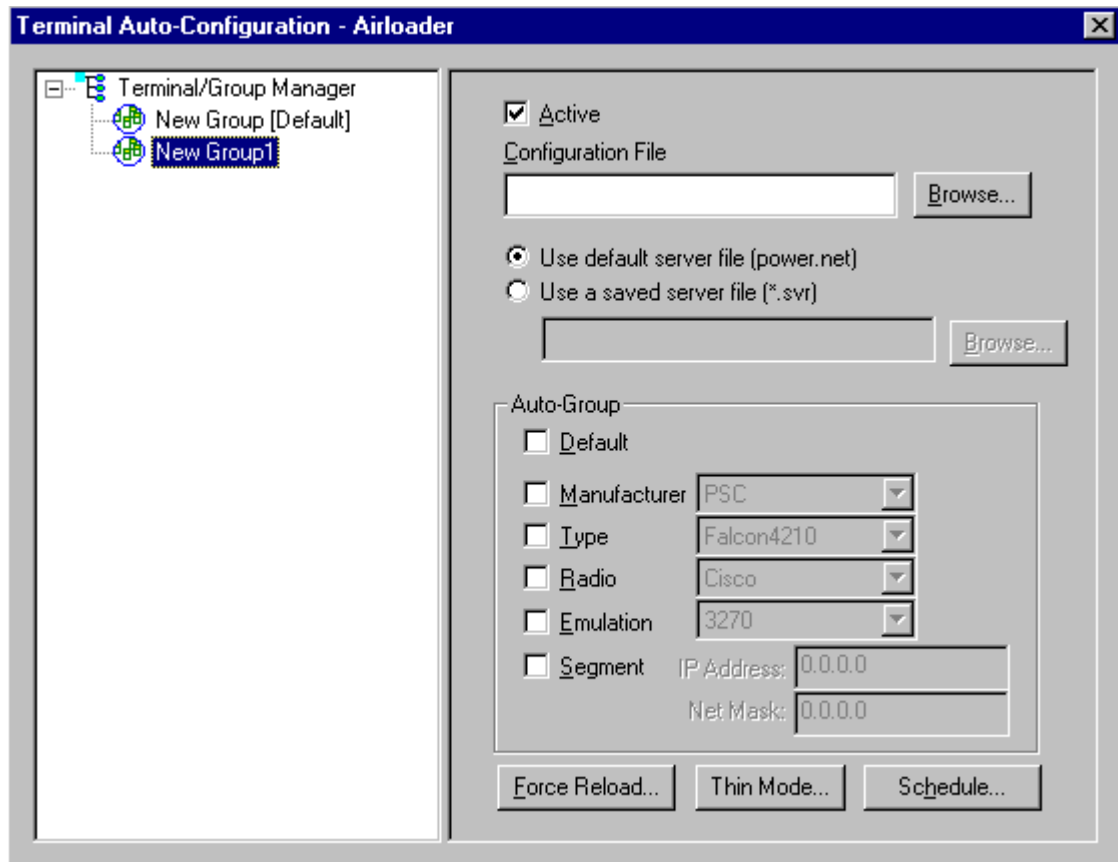 Terminal Auto-Configuration - Airloader
Terminal/Group Manager
New Group [Default]
New Group1
Active
Configuration File
Browse...
Use default server file (power.net)
Use a saved server file (*.svr)
Browse...
Auto-Group
Default
Manufacturer PSC
Type Falcon4210
Radio Cisco
Emulation 3270
Segment IP Address: 0.0.0.0
Net Mask: 0.0.0.0
Force Reload... Thin Mode... Schedule...